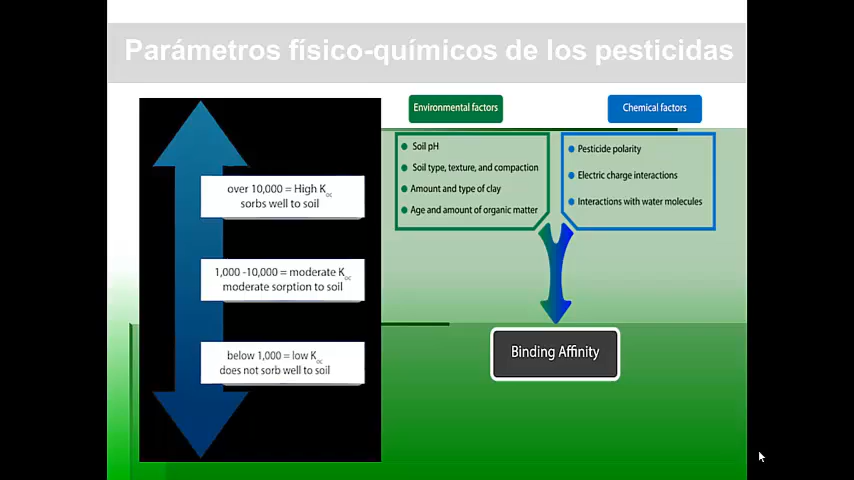 Parámetros físico-químicos de los pesticidas
over 10,000 = High Koc
sorbs well to soil
1,000 -10,000 = moderate Koc
moderate sorption to soil
below 1,000 = low Koc
does not sorb well to soil
Environmental factors
Soil pH
Soil type, texture, and compaction
Amount and type of clay
Age and amount of organic matter
Chemical factors
Pesticide polarity
Electric charge interactions
Interactions with water molecules
Binding Affinity